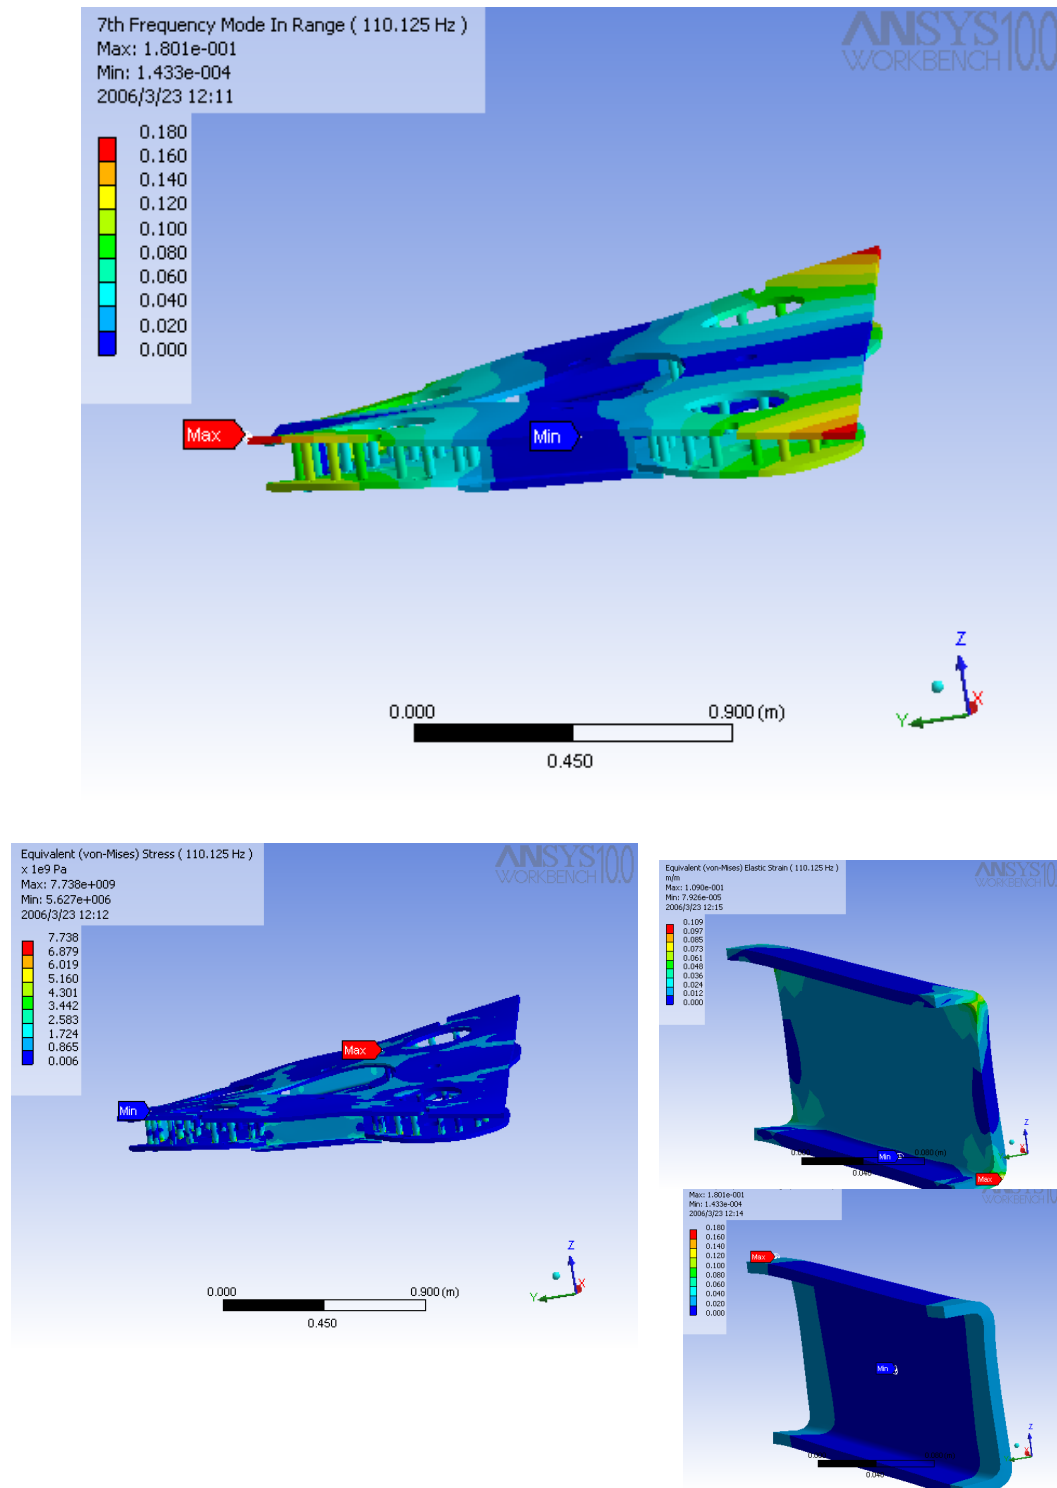 7th Frequency Mode In Range ( 110.125 Hz )
Max: 1.801e-001
Min: 1.433e-004
2006/3/23 12:11
ANSYS 10.0
WORKBENCH
0.180
0.160
0.140
0.120
0.100
0.080
0.060
0.040
0.020
0.000
Max
Min
Z
X
Y
0.000
0.900 (m)
0.450
Equivalent (von-Mises) Stress ( 110.125 Hz )
x 1e9 Pa
Max: 7.738e+009
Min: 5.627e+006
2006/3/23 12:12
ANSYS 10.0
WORKBENCH
7.738
6.879
6.019
5.160
4.301
3.442
2.583
1.724
0.865
0.006
Max
Min
Z
X
Y
0.000
0.900 (m)
0.450
Equivalent (von-Mises) Elastic Strain ( 110.125 Hz )
m/m
Max: 1.090e-001
Min: 7.926e-005
2006/3/23 12:15
ANSYS 10.0
WORKBENCH
0.109
0.097
0.085
0.073
0.061
0.048
0.036
0.024
0.012
0.000
Min
Max
Z
X
Max: 1.801e-001
Min: 1.433e-004
2006/3/23 12:14
WORKBENCH
0.180
0.160
0.140
0.120
0.100
0.080
0.060
0.040
0.020
0.000
Max
Min
Z
X